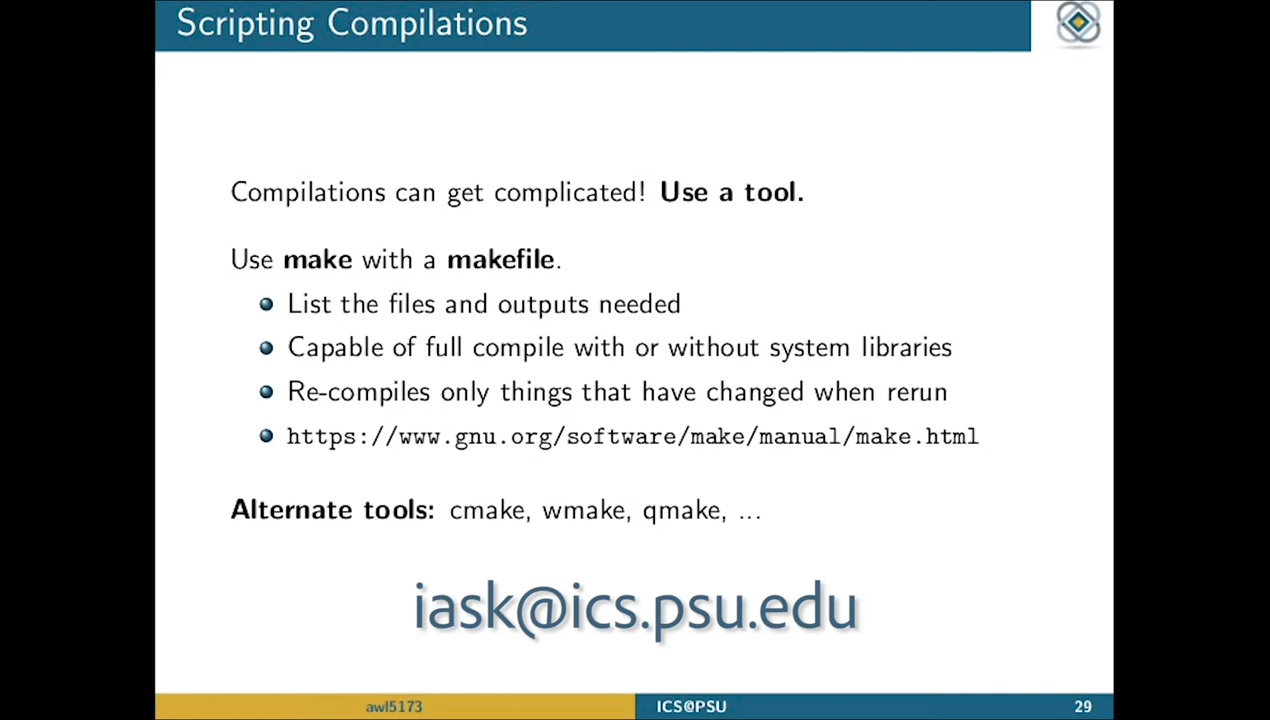 Scripting Compilations
Compilations can get complicated! Use a tool.
Use make with a makefile.
List the files and outputs needed
Capable of full compile with or without system libraries
Re-compiles only things that have changed when rerun
https://www.gnu.org/software/make/manual/make.html
Alternate tools: cmake, wmake, qmake, ...
iask@ics.psu.edu
awl5173
ICS@PSU
29